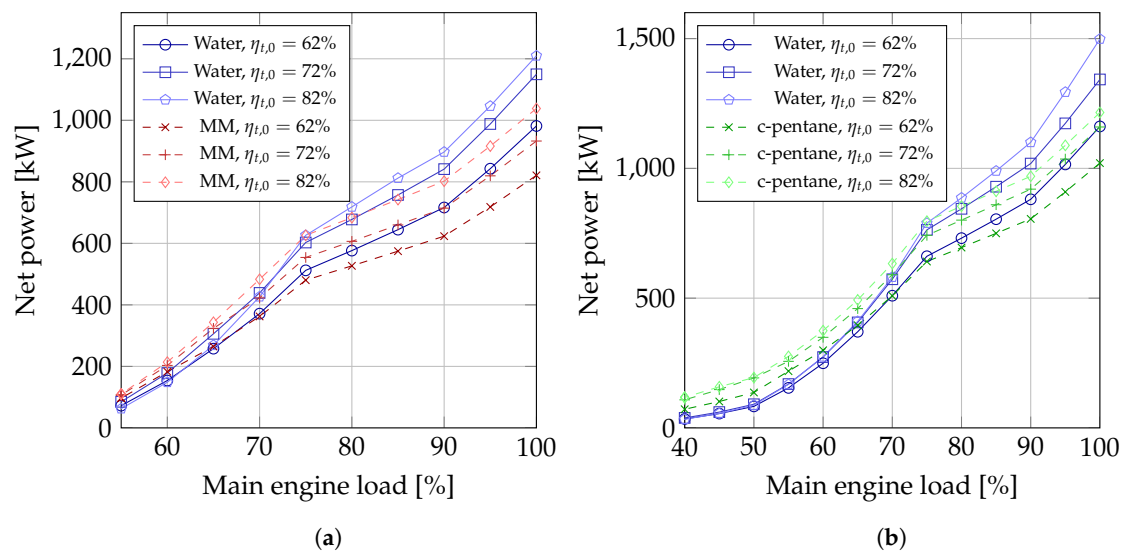 Water, ηt,0 = 62%
Water, ηt,0 = 72%
Water, ηt,0 = 82%
MM, ηt,0 = 62%
MM, ηt,0 = 72%
MM, ηt,0 = 82%
1,200
1,000
800
600
400
200
0
60
70
80
90
100
Net power [kW]
Main engine load [%]
(a)
Water, ηt,0 = 62%
Water, ηt,0 = 72%
Water, ηt,0 = 82%
c-pentane, ηt,0 = 62%
c-pentane, ηt,0 = 72%
c-pentane, ηt,0 = 82%
1,500
1,000
500
0
40
50
60
70
80
90
100
Net power [kW]
Main engine load [%]
(b)